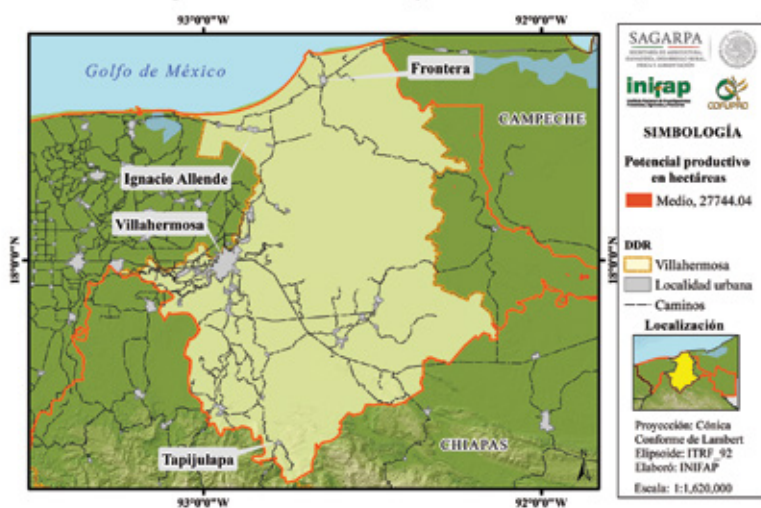 93°0'0"W
92°0'0"W
Golfo de México
Frontera
CAMPECHE
Ignacio Allende
Villahermosa
18°0'0"N
18°0'0"N
Tapijulapa
CHIAPAS
93°0'0"W
92°0'0"W
SAGARPA
inifap
COFUPRO
SIMBOLOGÍA
Potencial productivo
en hectáreas
Medio, 27744.04
DDR
Villahermosa
Localidad urbana
Caminos
Localización
Proyección: Cónica
Conforme de Lambert
Elipsoide: ITRF_92
Elaboró: INIFAP
Escala: 1:1,620,000